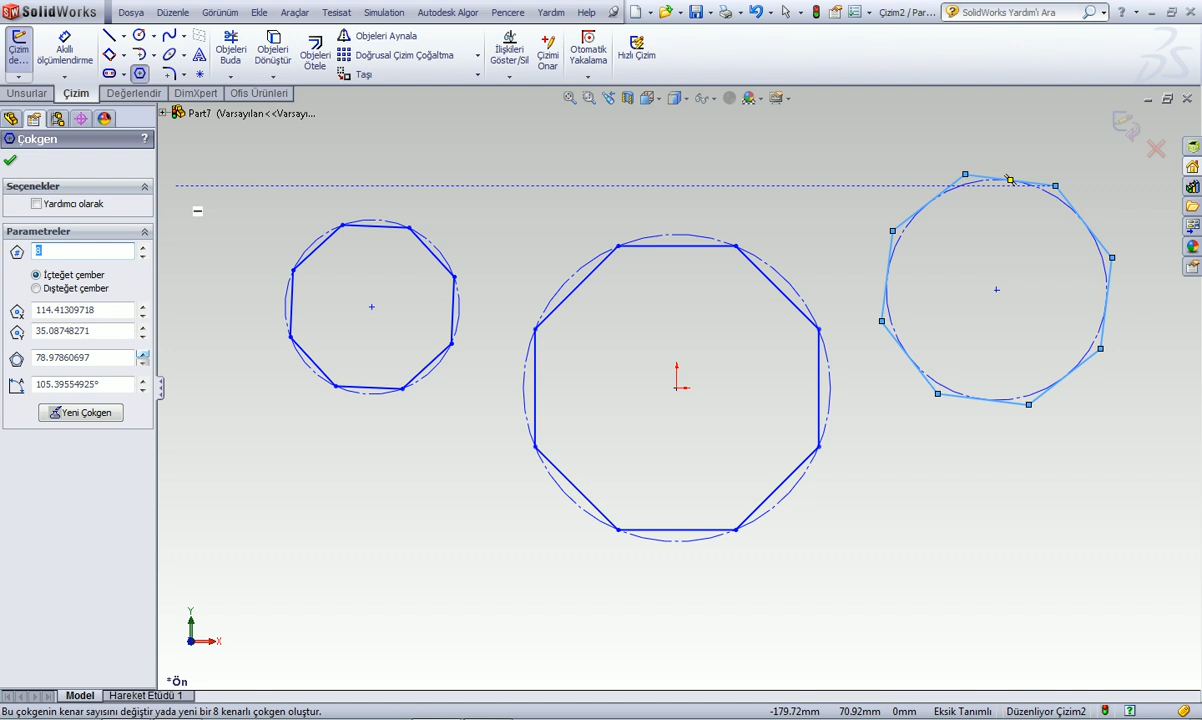 SolidWorks
Dosya Düzenle Görünüm Ekle Araçlar Tesisat Simulation Autodesk Algor Pencere Yardım Help
Çizim2 / Par...
SolidWorks Yardım'ı Ara
Çizim de...
Akıllı ölçümlendirme
Objeleri Buda
Objeleri Dönüştür
Objeleri Ötele
Objeleri Aynala
Doğrusal Çizim Çoğaltma
Taşı
İlişkileri Göster/Sil
Çizimi Onar
Otomatik Yakalama
Hızlı Çizim
Unsurlar Çizim Değerlendir DimXpert Ofis Ürünleri
Part7 (Varsayılan<<Varsayı...
Çokgen ?
Seçenekler
Yardımcı olarak
Parametreler
8
İçteğet çember
Dışteğet çember
114.41309718
35.08748271
78.97860697
105.39554925°
Yeni Çokgen
Y
X
*Ön
Model Hareket Etüdü 1
Bu çokgenin kenar sayısını değiştir yada yeni bir 8 kenarlı çokgen oluştur.
-179.72mm 70.92mm 0mm Eksik Tanımlı Düzenliyor Çizim2